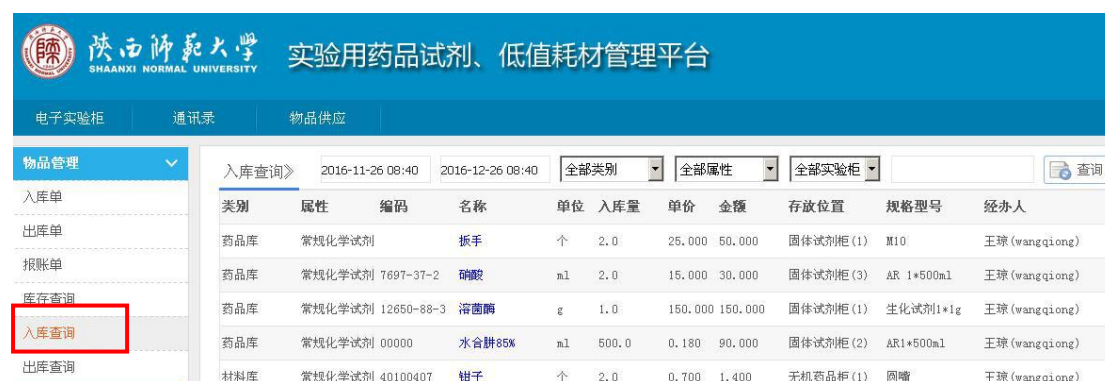 陕西师范大学 实验用药品试剂、低值耗材管理平台
SHAANXI NORMAL UNIVERSITY
电子实验柜 通讯录 物品供应
物品管理
入库单
出库单
报账单
库存查询
入库查询
出库查询
入库查询》 2016-11-26 08:40 2016-12-26 08:40 全部类别 全部属性 全部实验柜 查询
类别 属性 编码 名称 单位 入库量 单价 金额 存放位置 规格型号 经办人
药品库 常规化学试剂 扳手 个 2.0 25.000 50.000 固体试剂柜(1) M10 王琼(wangqiong)
药品库 常规化学试剂 7697-37-2 硝酸 ml 2.0 15.000 30.000 固体试剂柜(3) AR 1*500ml 王琼(wangqiong)
药品库 常规化学试剂 12650-88-3 溶菌酶 g 1.0 150.000 150.000 固体试剂柜(1) 生化试剂1*1g 王琼(wangqiong)
药品库 常规化学试剂 00000 水合肼85% ml 500.0 0.180 90.000 固体试剂柜(2) AR1*500ml 王琼(wangqiong)
材料库 常规化学试剂 40100407 钳子 个 2.0 0.700 1.400 无机药品柜(1) 圆嘴 王琼(wangqiong)